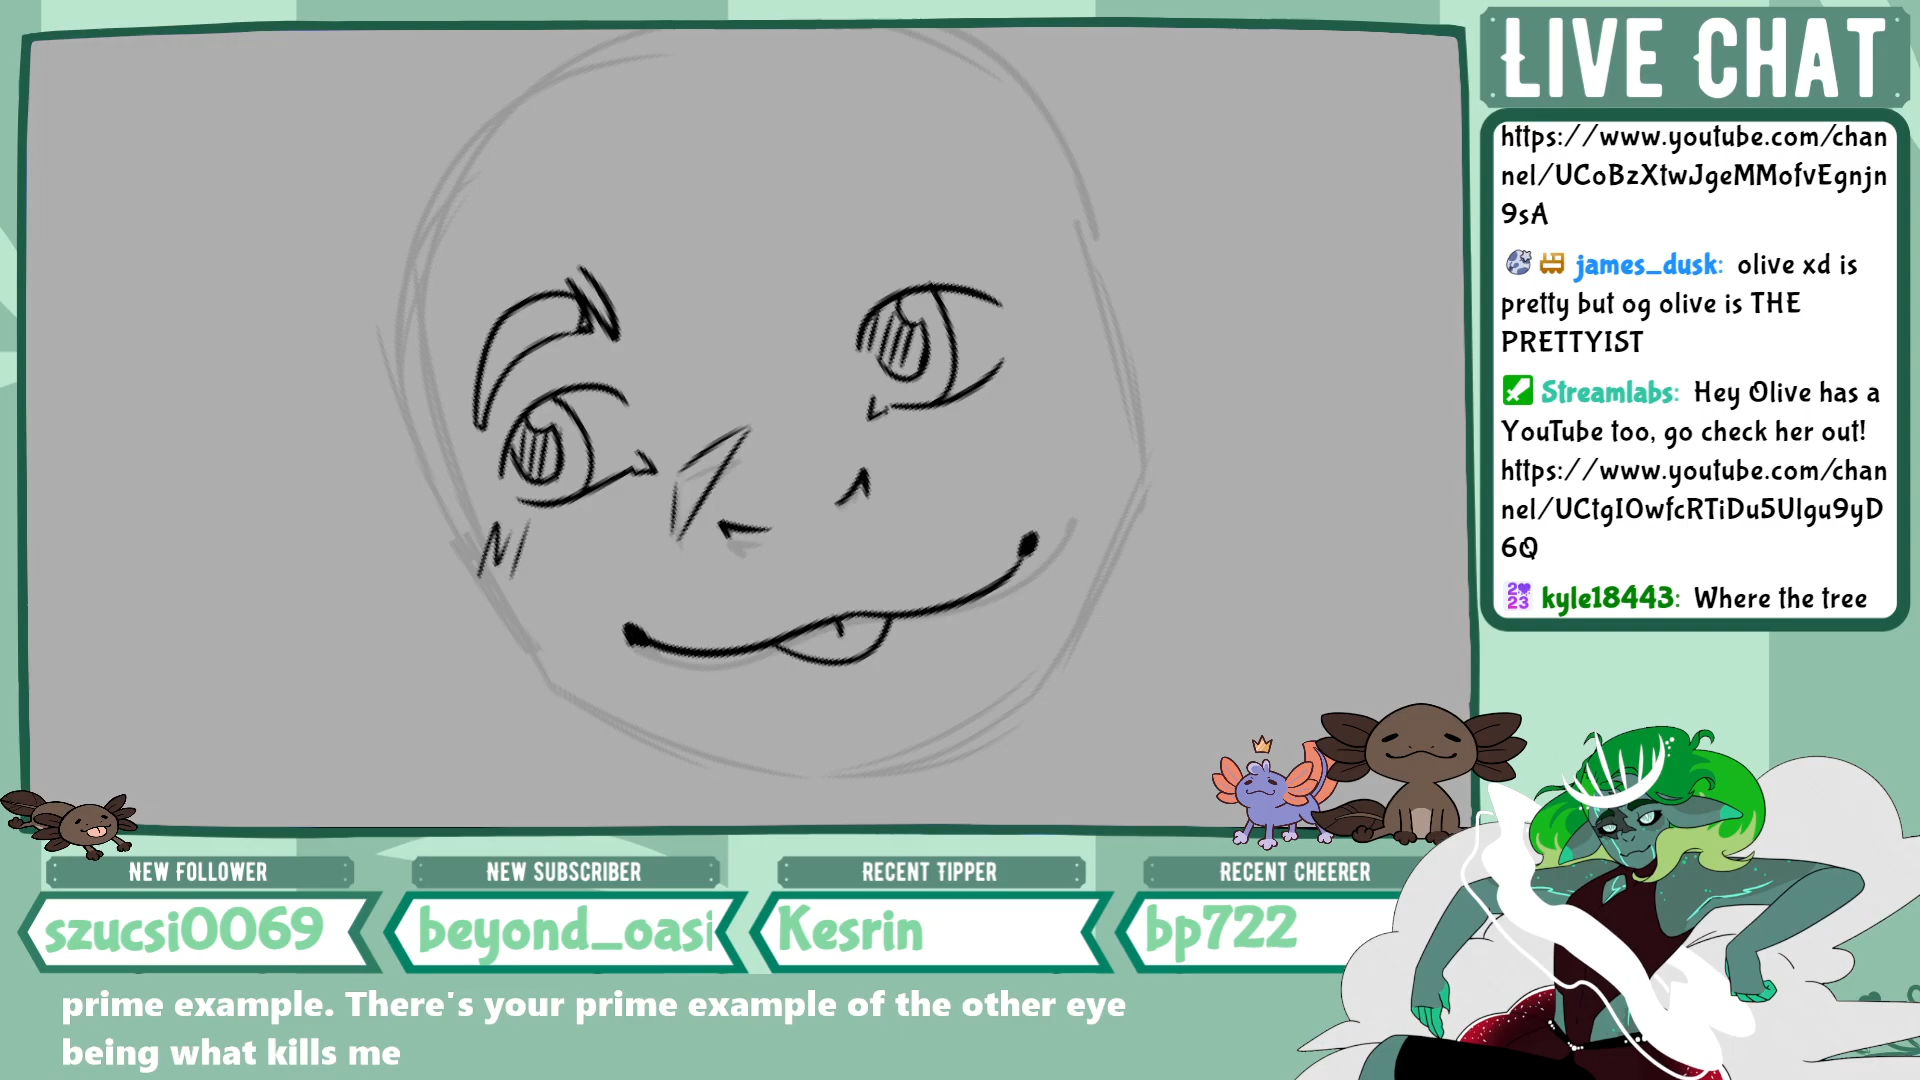 LIVE CHAT
https://www.youtube.com/chan
nel/UCoBzXtwJgeMMofvEgnjn
9sA
james_dusk: olive xd is
pretty but og olive is THE
PRETTYIST
Streamlabs: Hey Olive has a
YouTube too, go check her out!
https://www.youtube.com/chan
nel/UCtgIOwfcRTiDu5Ulgu9yD
6Q
2023 kyle18443: Where the tree
NEW FOLLOWER
szucsi0069
NEW SUBSCRIBER
beyond_oasi
RECENT TIPPER
Kesrin
RECENT CHEERER
bp722
prime example. There's your prime example of the other eye
being what kills me